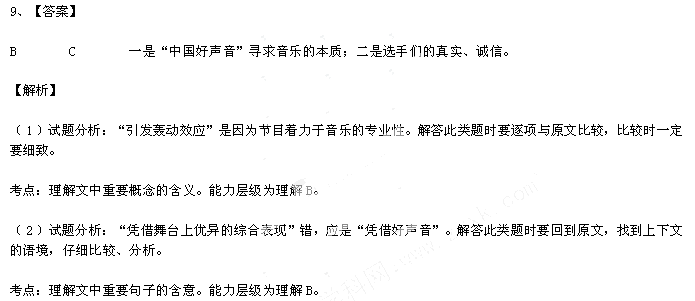 9、【答案】
B C 一是“中国好声音”寻求音乐的本质；二是选手们的真实、诚信。
【解析】
（1）试题分析：“引发轰动效应”是因为节目着力于音乐的专业性。解答此类题时要逐项与原文比较，比较时一定
要细致。
考点：理解文中重要概念的含义。能力层级为理解B。
（2）试题分析：“凭借舞台上优异的综合表现”错，应是“凭借好声音”。解答此类题时要回到原文，找到上下文
的语境，仔细比较、分析。
考点：理解文中重要句子的含意。能力层级为理解B。